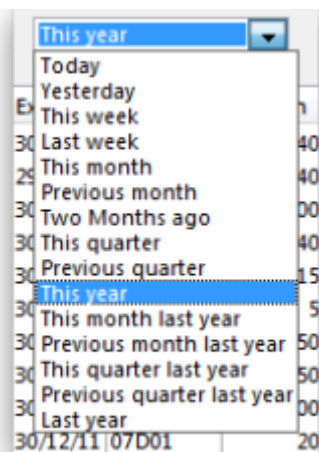 This year
Today
Yesterday
This week
Last week
This month
Previous month
Two Months ago
This quarter
Previous quarter
This year
This month last year
Previous month last year
This quarter last year
Previous quarter last year
Last year
30/12/11 07D01 20